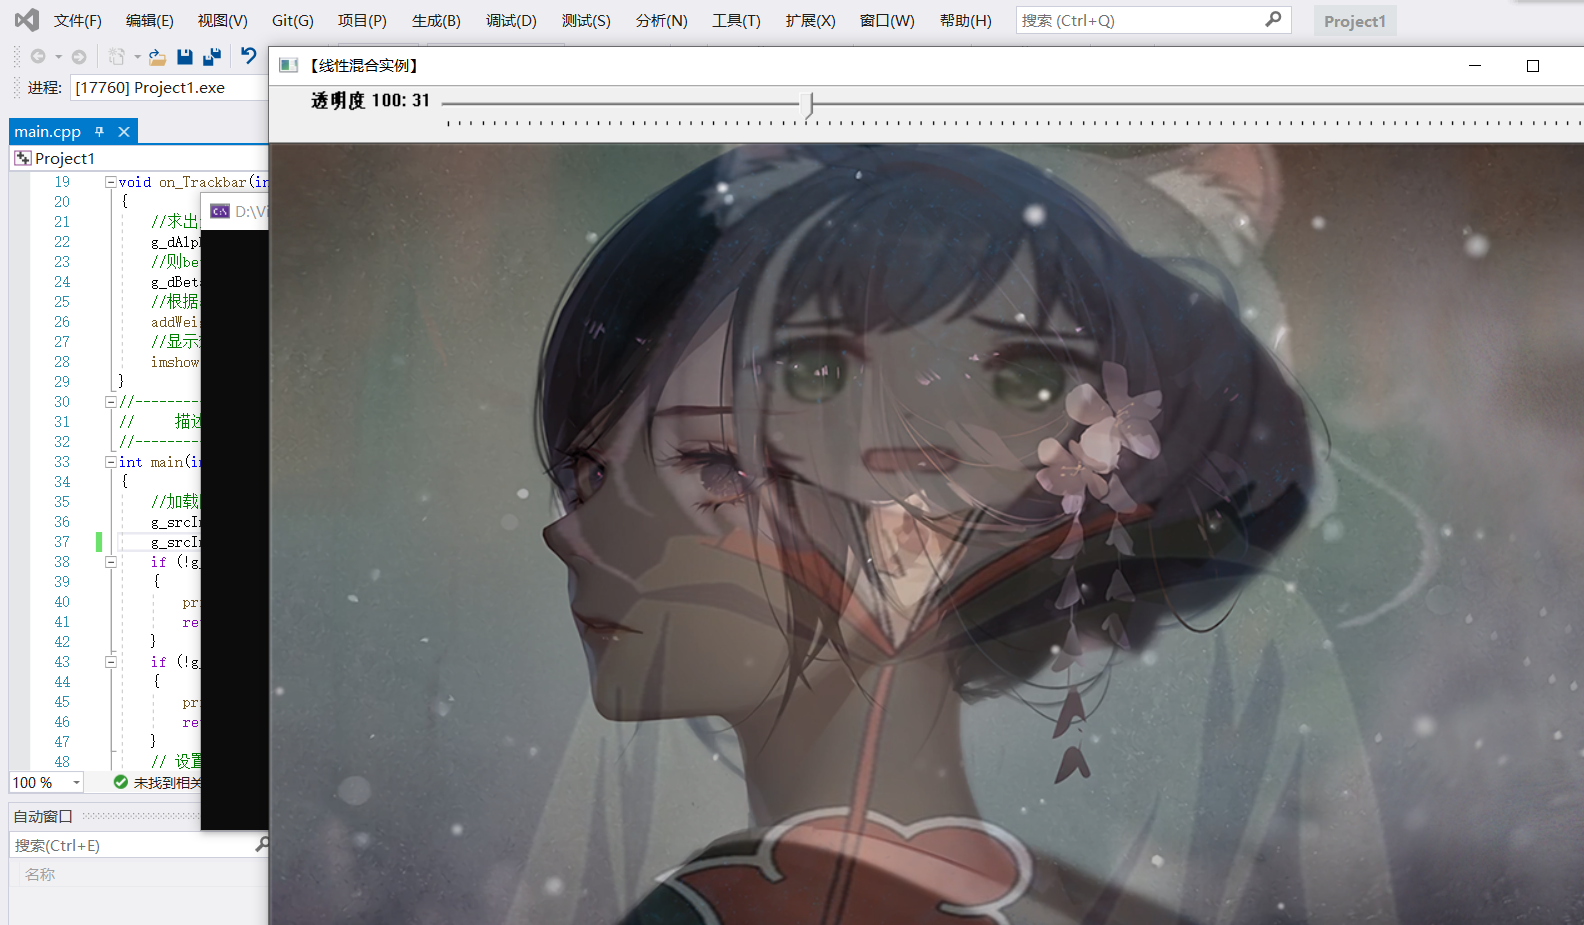 文件(F) 编辑(E) 视图(V) Git(G) 项目(P) 生成(B) 调试(D) 测试(S) 分析(N) 工具(T) 扩展(X) 窗口(W) 帮助(H) 搜索 (Ctrl+Q) Project1
【线性混合实例】
进程: [17760] Project1.exe
透明度 100: 31
main.cpp
Project1
19 void on_Trackbar(in
20 {
D:\Vi
21 //求出
22 g_dAlp
23 //则be
24 g_dBet
25 //根据
26 addWei
27 //显示
28 imshow
29 }
30 //---------
31 // 描述
32 //---------
33 int main(in
34 {
35 //加载
36 g_srcI
37 g_srcI
38 if (!g_
39 {
40 pr
41 re
42 }
43 if (!g_
44 {
45 pr
46 re
47 }
48 // 设置
100 % 未找到相关
自动窗口
搜索(Ctrl+E)
名称